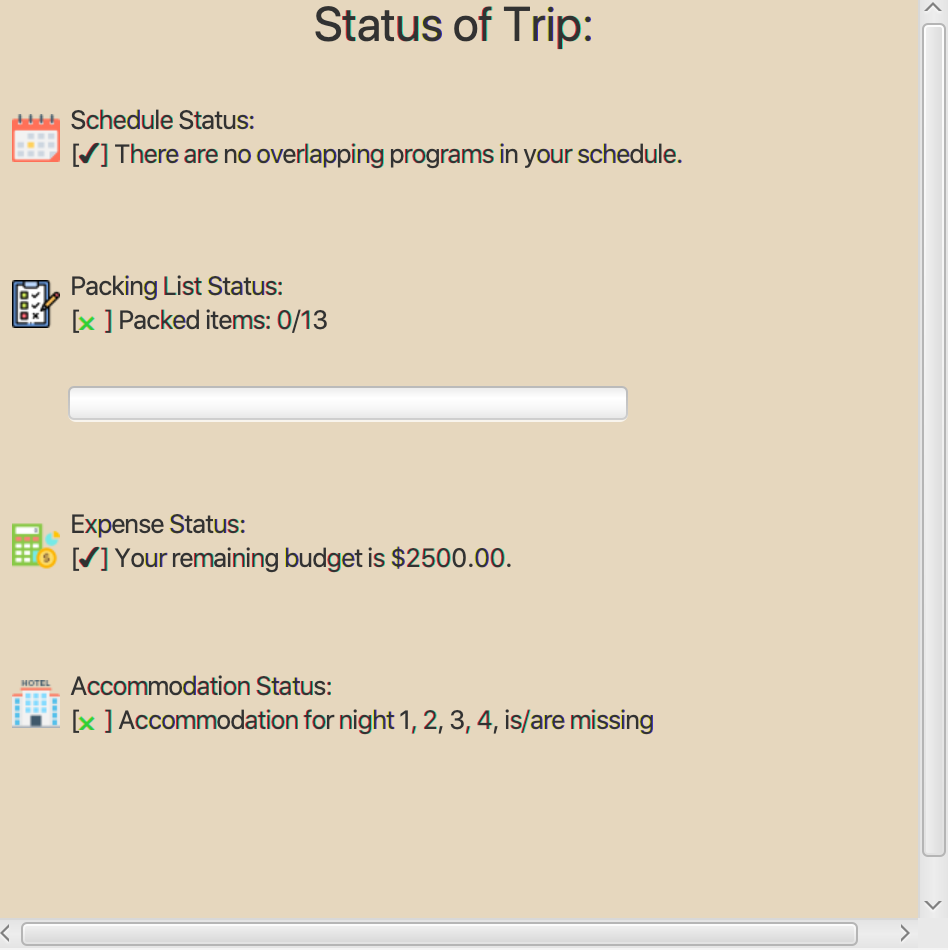 Status of Trip:
Schedule Status:
[✔] There are no overlapping programs in your schedule.
Packing List Status:
[❎ ] Packed items: 0/13
Expense Status:
[✔] Your remaining budget is $2500.00.
HOTEL
Accommodation Status:
[❎ ] Accommodation for night 1, 2, 3, 4, is/are missing